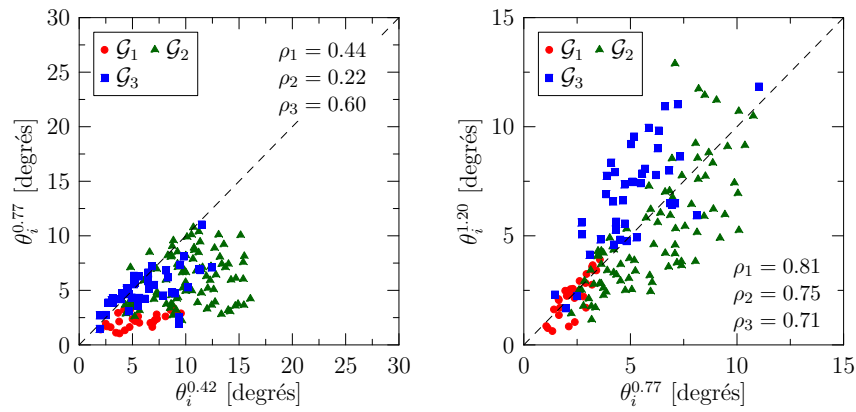 30
25
20
15
10
5
0
0 5 10 15 20 25 30
θ_i^{0.77} [degrés]
θ_i^{0.42} [degrés]
𝒢₁ 𝒢₂
𝒢₃
ρ₁ = 0.44
ρ₂ = 0.22
ρ₃ = 0.60
15
10
5
0
0 5 10 15
θ_i^{1.20} [degrés]
θ_i^{0.77} [degrés]
𝒢₁ 𝒢₂
𝒢₃
ρ₁ = 0.81
ρ₂ = 0.75
ρ₃ = 0.71